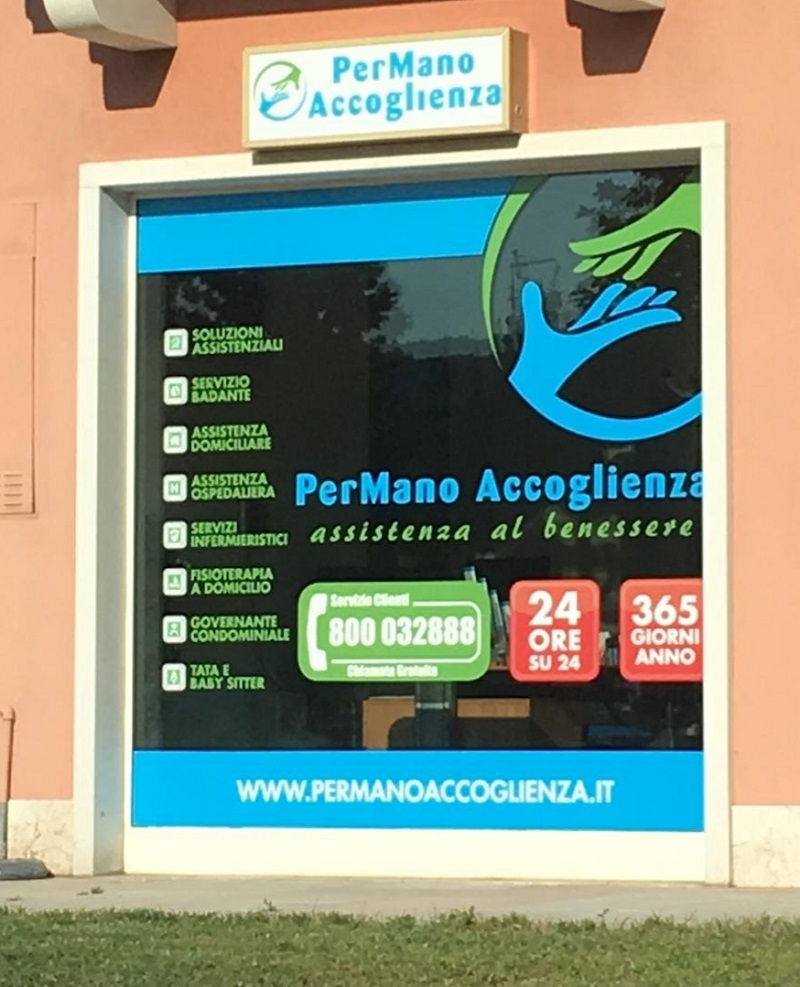 PerMano
Accoglienza
SOLUZIONI
ASSISTENZIALI
SERVIZIO
BADANTE
ASSISTENZA
DOMICILIARE
ASSISTENZA
OSPEDALIERA
SERVIZI
INFERMIERISTICI
FISIOTERAPIA
A DOMICILIO
GOVERNANTE
CONDOMINIALE
TATA E
BABY SITTER
PerMano Accoglienza
assistenza al benessere
Servizio Clienti
800 032888
Chiamata Gratuita
24
ORE
SU 24
365
GIORNI
ANNO
WWW.PERMANOACCOGLIENZA.IT